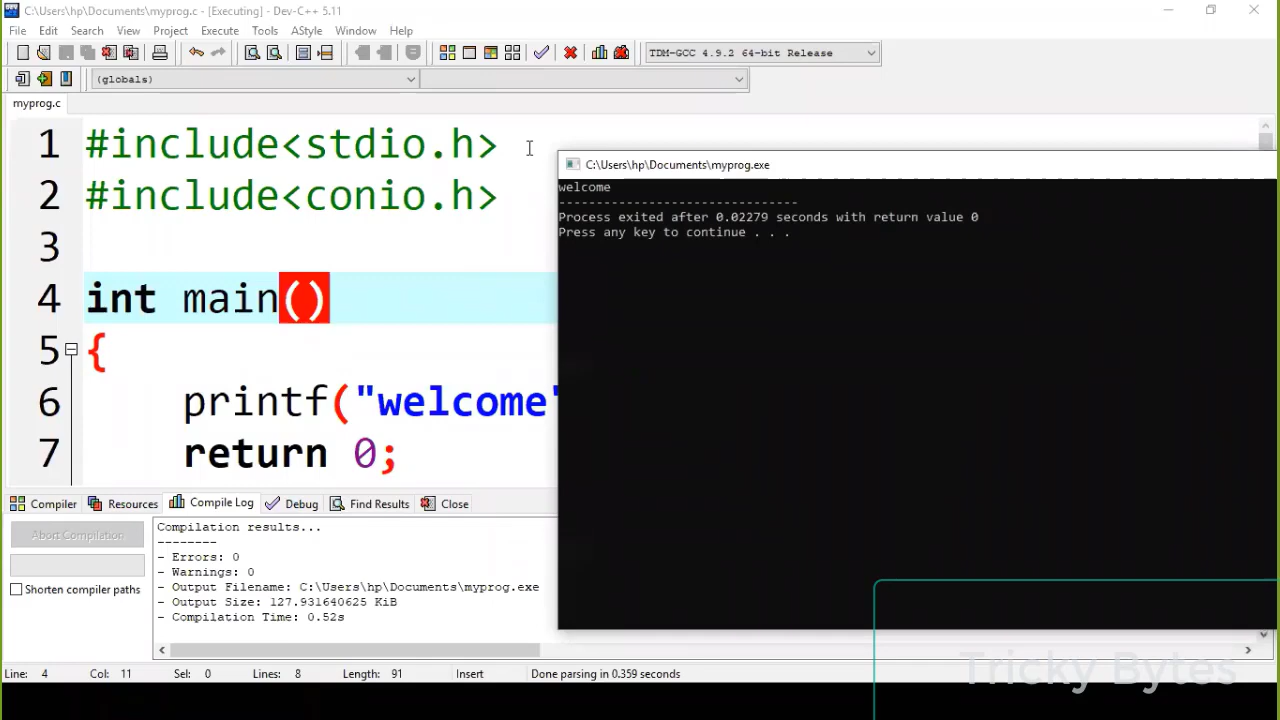 C:\Users\hp\Documents\myprog.c - [Executing] - Dev-C++ 5.11
File Edit Search View Project Execute Tools AStyle Window Help
TDM-GCC 4.9.2 64-bit Release
(globals)
myprog.c
1 #include<stdio.h>
2 #include<conio.h>
3
4 int main()
5 {
6 printf("welcome"
7 return 0;
C:\Users\hp\Documents\myprog.exe
welcome
--------------------------------
Process exited after 0.02279 seconds with return value 0
Press any key to continue . . .
Compiler Resources Compile Log Debug Find Results Close
Abort Compilation
Shorten compiler paths
Compilation results...
--------
- Errors: 0
- Warnings: 0
- Output Filename: C:\Users\hp\Documents\myprog.exe
- Output Size: 127.931640625 KiB
- Compilation Time: 0.52s
Line: 4 Col: 11 Sel: 0 Lines: 8 Length: 91 Insert Done parsing in 0.359 seconds
Tricky Bytes